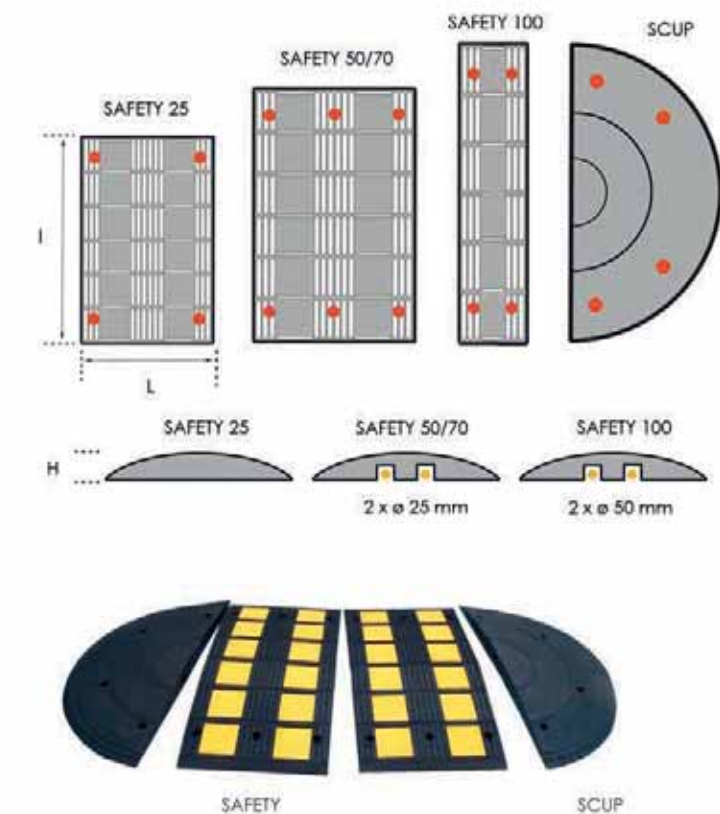 SAFETY 100
SCUP
SAFETY 50/70
SAFETY 25
l
L
SAFETY 25
SAFETY 50/70
SAFETY 100
H
2 x ø 25 mm
2 x ø 50 mm
SAFETY
SCUP